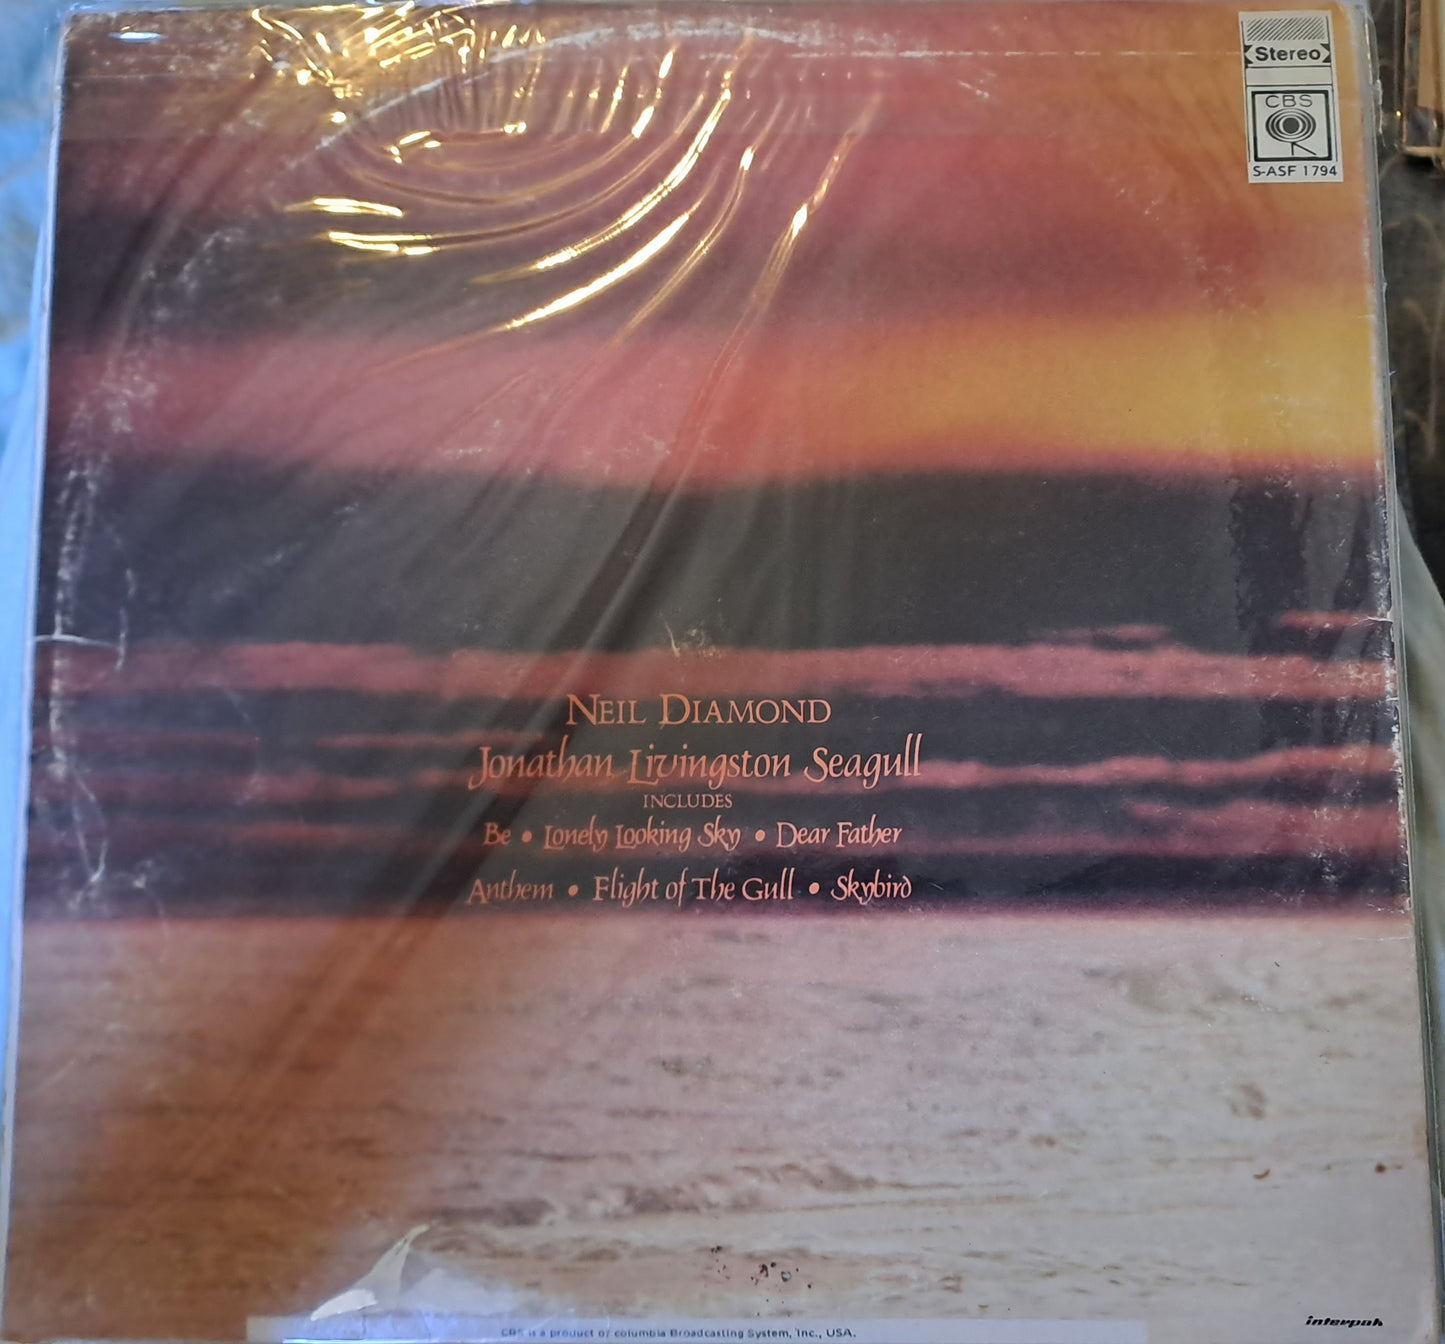 Stereo
CBS
S-ASF 1794
NEIL DIAMOND
Jonathan Livingston Seagull
INCLUDES
Be • Lonely Looking Sky • Dear Father
Anthem • Flight of The Gull • Skybird
interpak
CBS is a product of columbia Broadcasting System, Inc., USA.